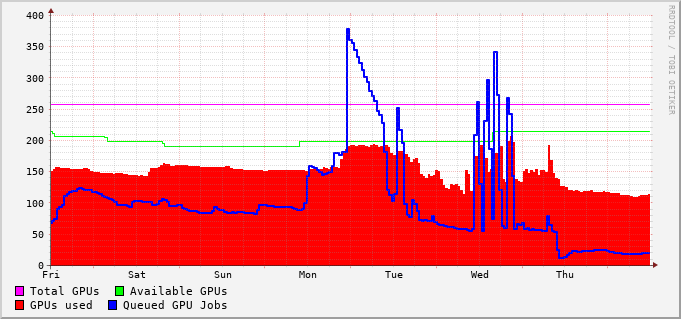 RRDTOOL / TOBI OETIKER
400
350
300
250
200
150
100
50
0
Fri Sat Sun Mon Tue Wed Thu
Total GPUs Available GPUs
GPUs used Queued GPU Jobs